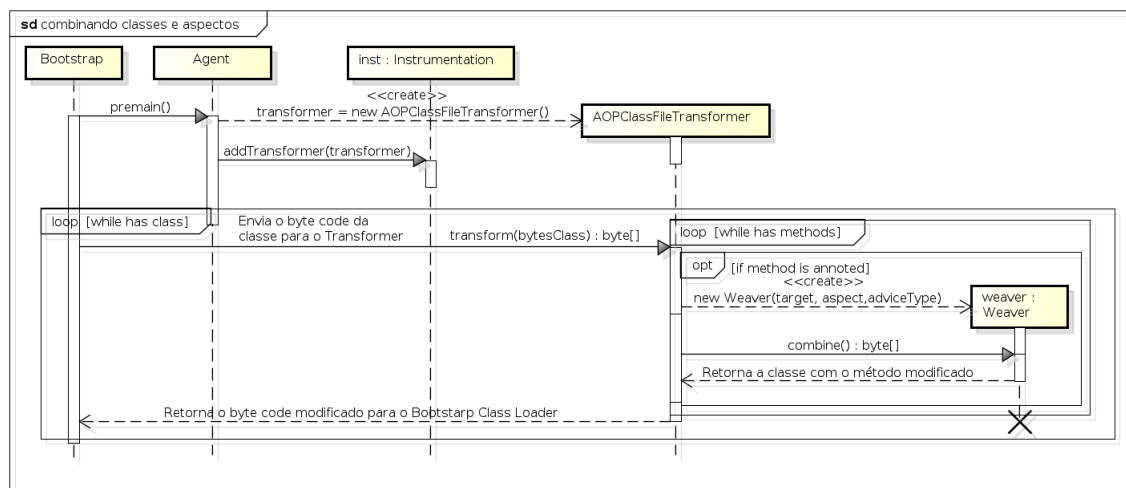 sd combinando classes e aspectos
Bootstrap
Agent
inst : Instrumentation
<<create>>
premain()
transformer = new AOPClassFileTransformer()
AOPClassFileTransformer
addTransformer(transformer)
loop [while has class]
Envia o byte code da
classe para o Transformer
transform(bytesClass) : byte[]
loop [while has methods]
opt [if method is annoted]
<<create>>
new Weaver(target, aspect,adviceType)
weaver :
Weaver
combine() : byte[]
Retorna a classe com o método modificado
Retorna o byte code modificado para o Bootstarp Class Loader